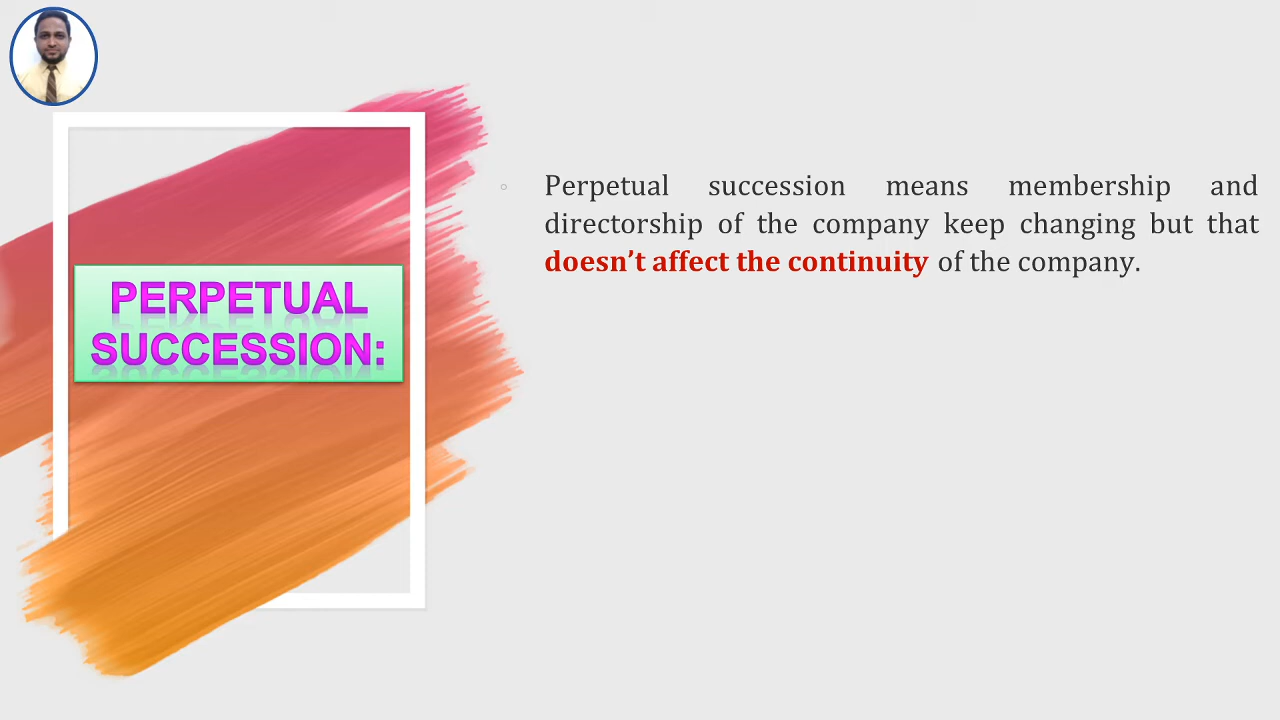 PERPETUAL
SUCCESSION:
Perpetual succession means membership and
directorship of the company keep changing but that
doesn’t affect the continuity of the company.